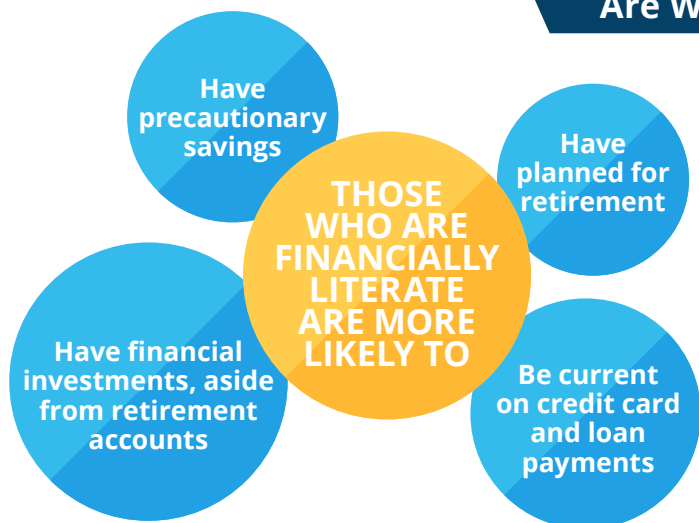 Are W
Have
precautionary
savings
Have
planned for
retirement
THOSE
WHO ARE
FINANCIALLY
LITERATE
ARE MORE
LIKELY TO
Have financial
investments, aside
from retirement
accounts
Be current
on credit card
and loan
payments